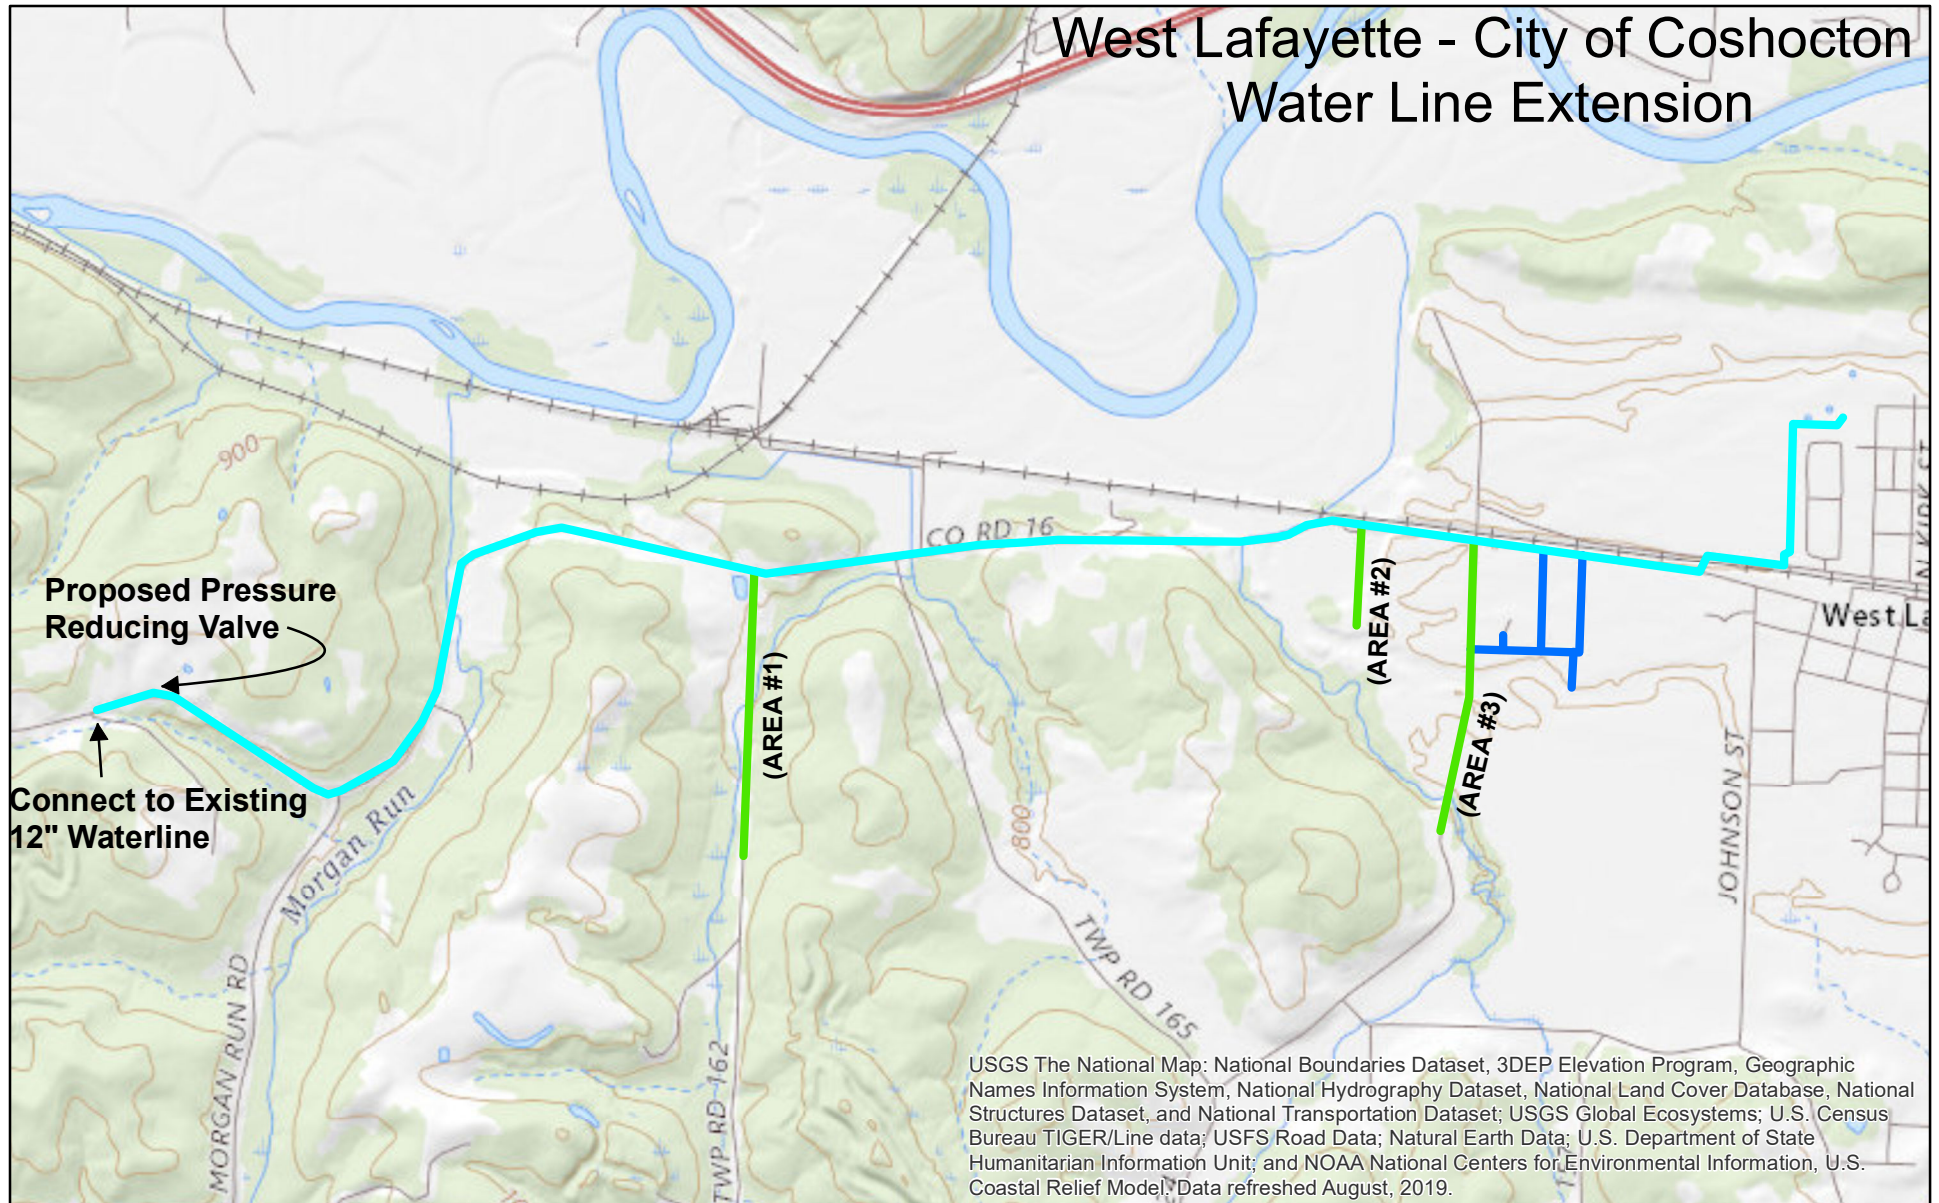 West Lafayette - City of Coshocton
Water Line Extension
900
CO RD 16
N KIRK ST
Proposed Pressure
Reducing Valve
West La
(AREA #2)
(AREA #1)
(AREA #3)
Connect to Existing
12" Waterline
Morgan Run
800
JOHNSON ST
TWP RD 165
MORGAN RUN RD
TWP RD 162
USGS The National Map: National Boundaries Dataset, 3DEP Elevation Program, Geographic
Names Information System, National Hydrography Dataset, National Land Cover Database, National
Structures Dataset, and National Transportation Dataset; USGS Global Ecosystems; U.S. Census
Bureau TIGER/Line data; USFS Road Data; Natural Earth Data; U.S. Department of State
Humanitarian Information Unit; and NOAA National Centers for Environmental Information, U.S.
Coastal Relief Model. Data refreshed August, 2019.